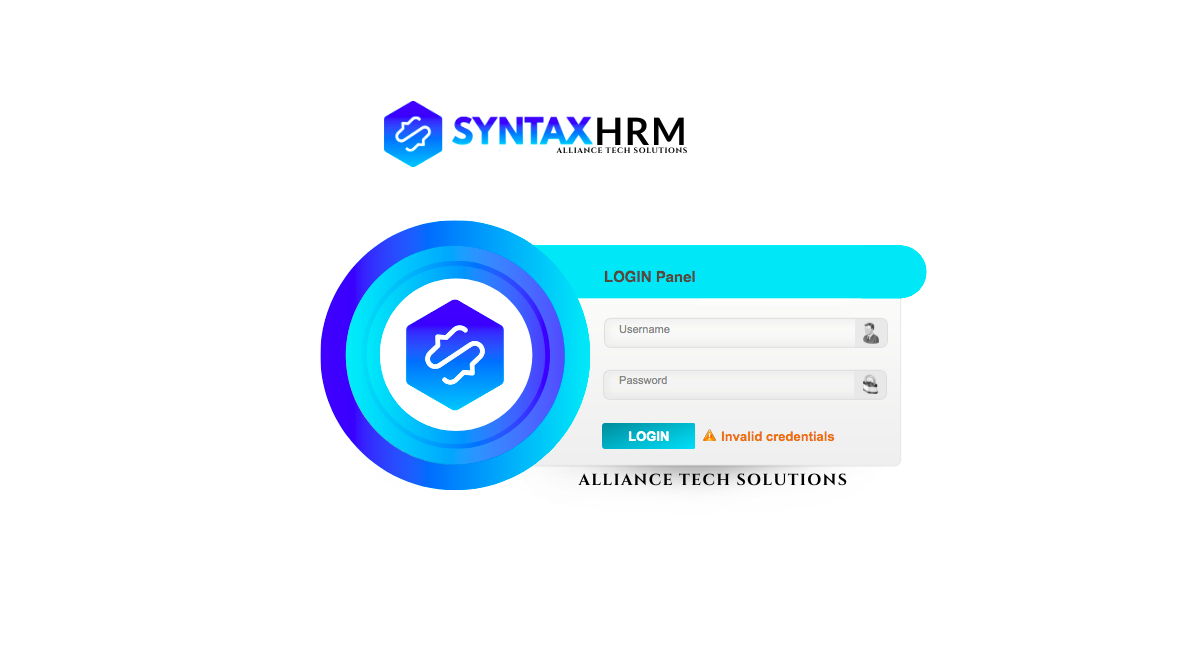 SYNTAXHRM
ALLIANCE TECH SOLUTIONS
LOGIN Panel
Username
Password
LOGIN
Invalid credentials
ALLIANCE TECH SOLUTIONS